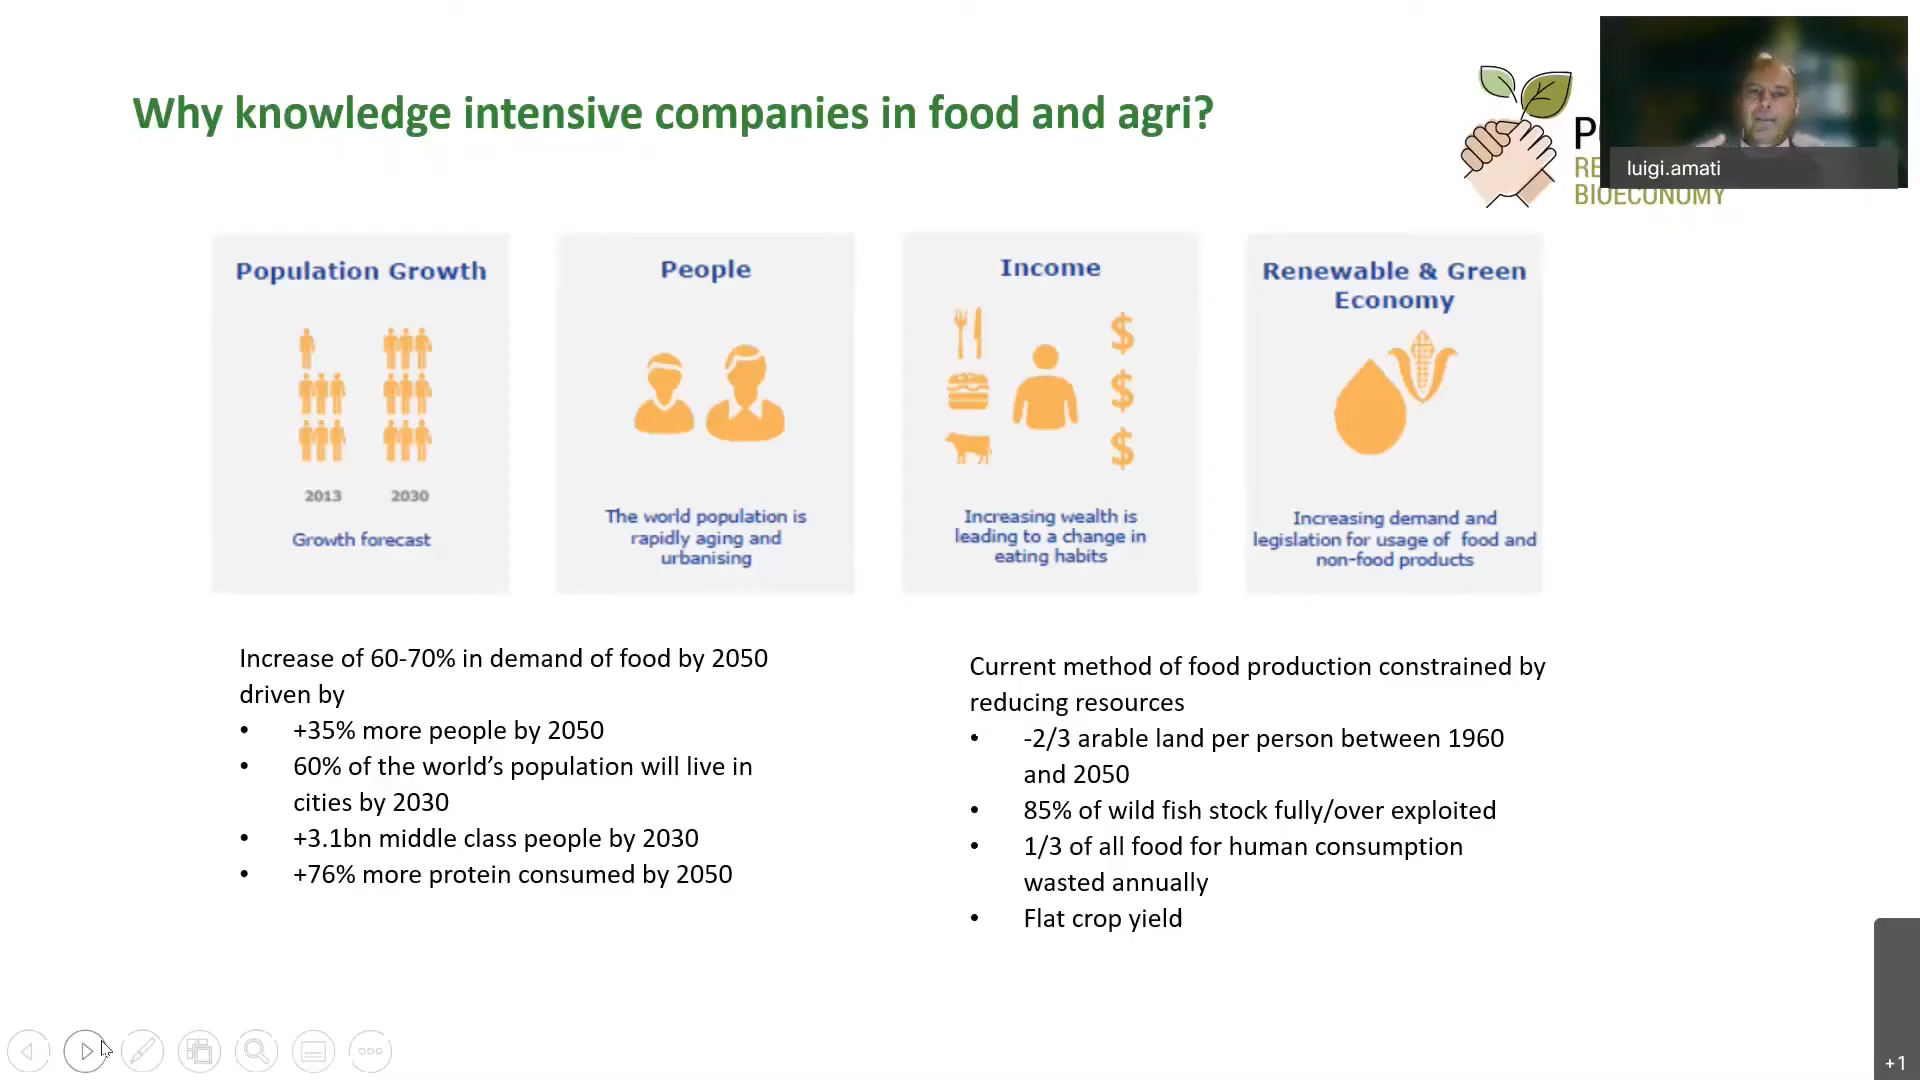 Why knowledge intensive companies in food and agri?
luigi.amati
BIOECONOMY
Population Growth
2013 2030
Growth forecast
People
The world population is
rapidly aging and
urbanising
Income
$
$
$
Increasing wealth is
leading to a change in
eating habits
Renewable & Green
Economy
Increasing demand and
legislation for usage of food and
non-food products
Increase of 60-70% in demand of food by 2050
driven by
• +35% more people by 2050
• 60% of the world's population will live in
cities by 2030
• +3.1bn middle class people by 2030
• +76% more protein consumed by 2050
Current method of food production constrained by
reducing resources
• -2/3 arable land per person between 1960
and 2050
• 85% of wild fish stock fully/over exploited
• 1/3 of all food for human consumption
wasted annually
• Flat crop yield
+1